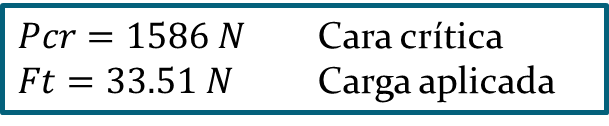 Pcr = 1586 N Cara crítica
Ft = 33.51 N Carga aplicada